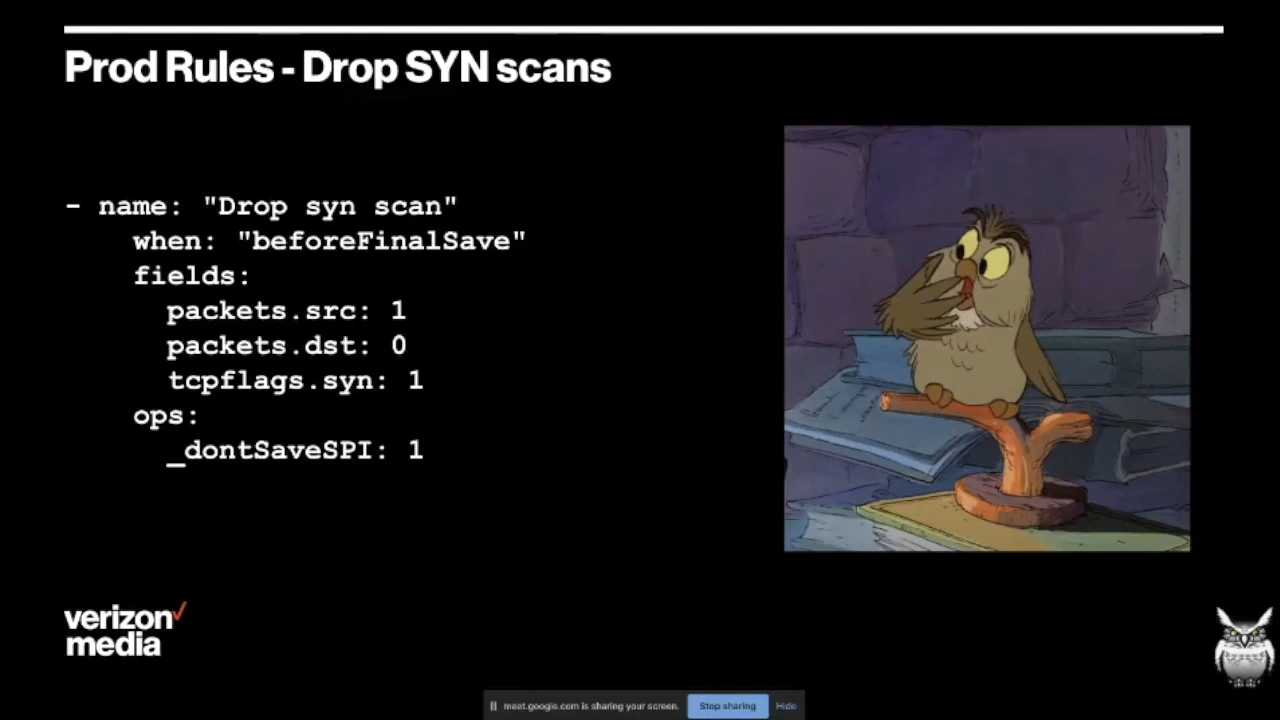 Prod Rules - Drop SYN scans
- name: "Drop syn scan"
when: "beforeFinalSave"
fields:
packets.src: 1
packets.dst: 0
tcpflags.syn: 1
ops:
_dontSaveSPI: 1
verizon✓
media
meet.google.com is sharing your screen. Stop sharing Hide